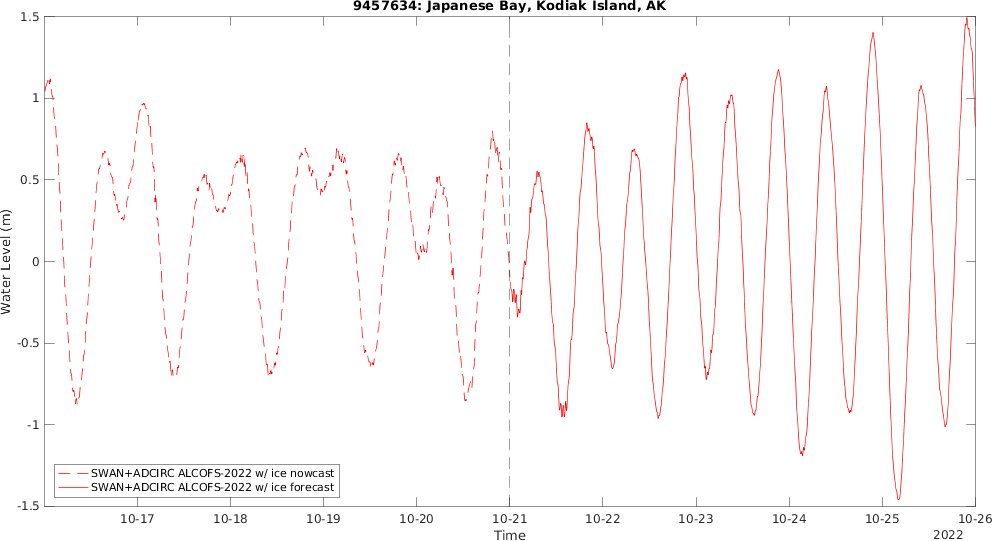 9457634: Japanese Bay, Kodiak Island, AK
1.5
1
0.5
0
-0.5
-1
-1.5
Water Level (m)
SWAN+ADCIRC ALCOFS-2022 w/ ice nowcast
SWAN+ADCIRC ALCOFS-2022 w/ ice forecast
10-17 10-18 10-19 10-20 10-21 10-22 10-23 10-24 10-25 10-26
Time
2022